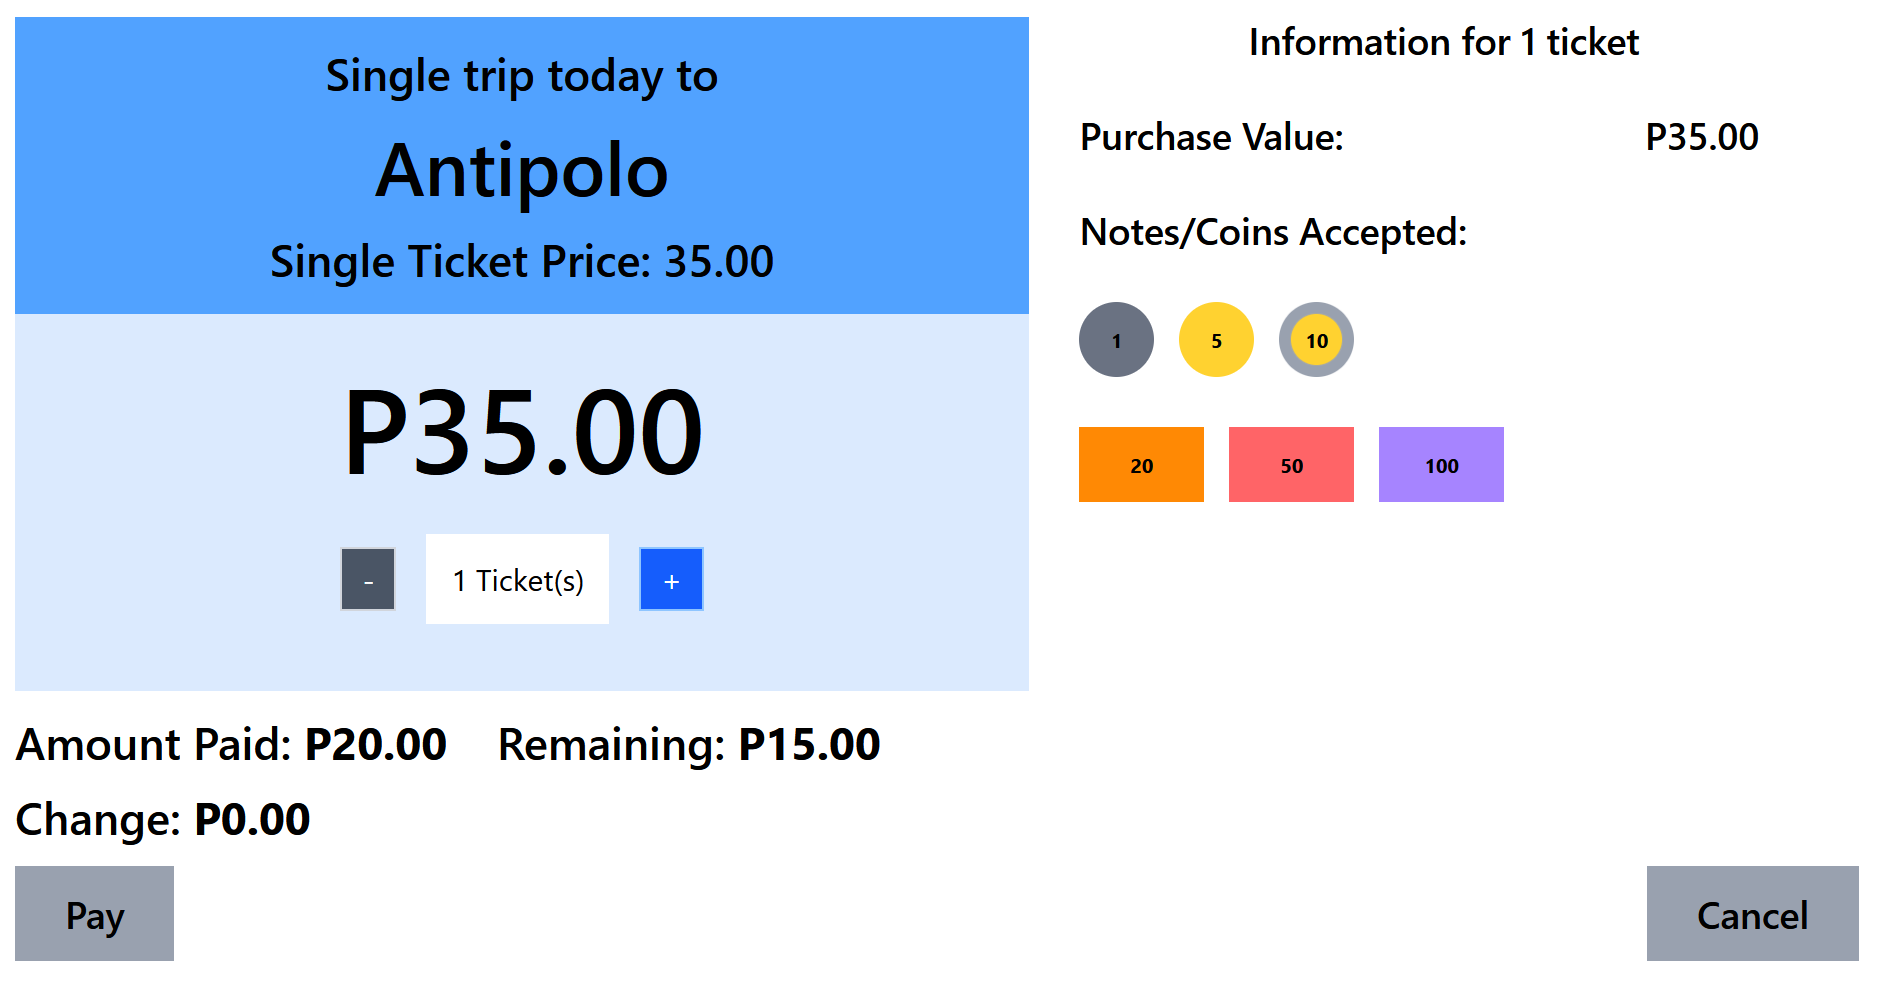 Single trip today to
Antipolo
Single Ticket Price: 35.00
P35.00
-
1 Ticket(s)
+
Amount Paid: P20.00 Remaining: P15.00
Change: P0.00
Pay
Information for 1 ticket
Purchase Value: P35.00
Notes/Coins Accepted:
1 5 10
20 50 100
Cancel